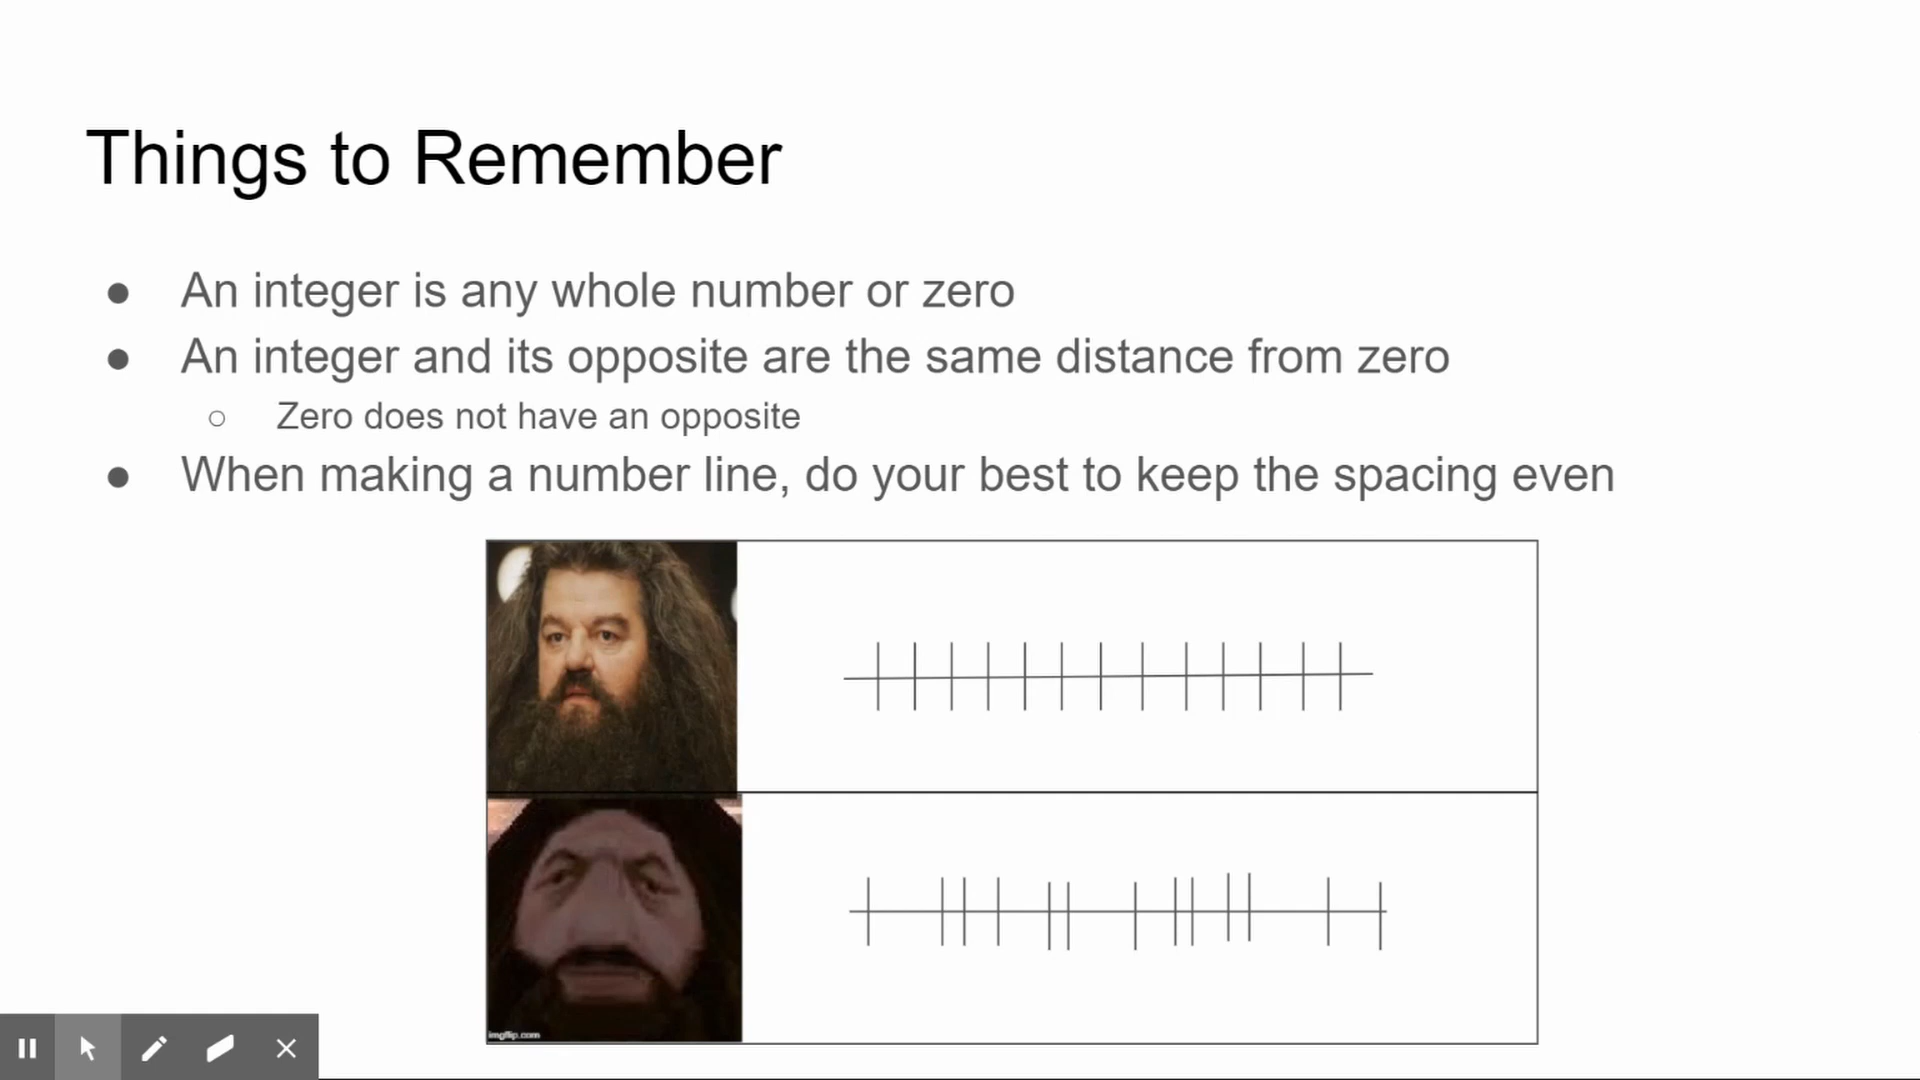 Things to Remember
● An integer is any whole number or zero
● An integer and its opposite are the same distance from zero
○ Zero does not have an opposite
● When making a number line, do your best to keep the spacing even
imgflip.com